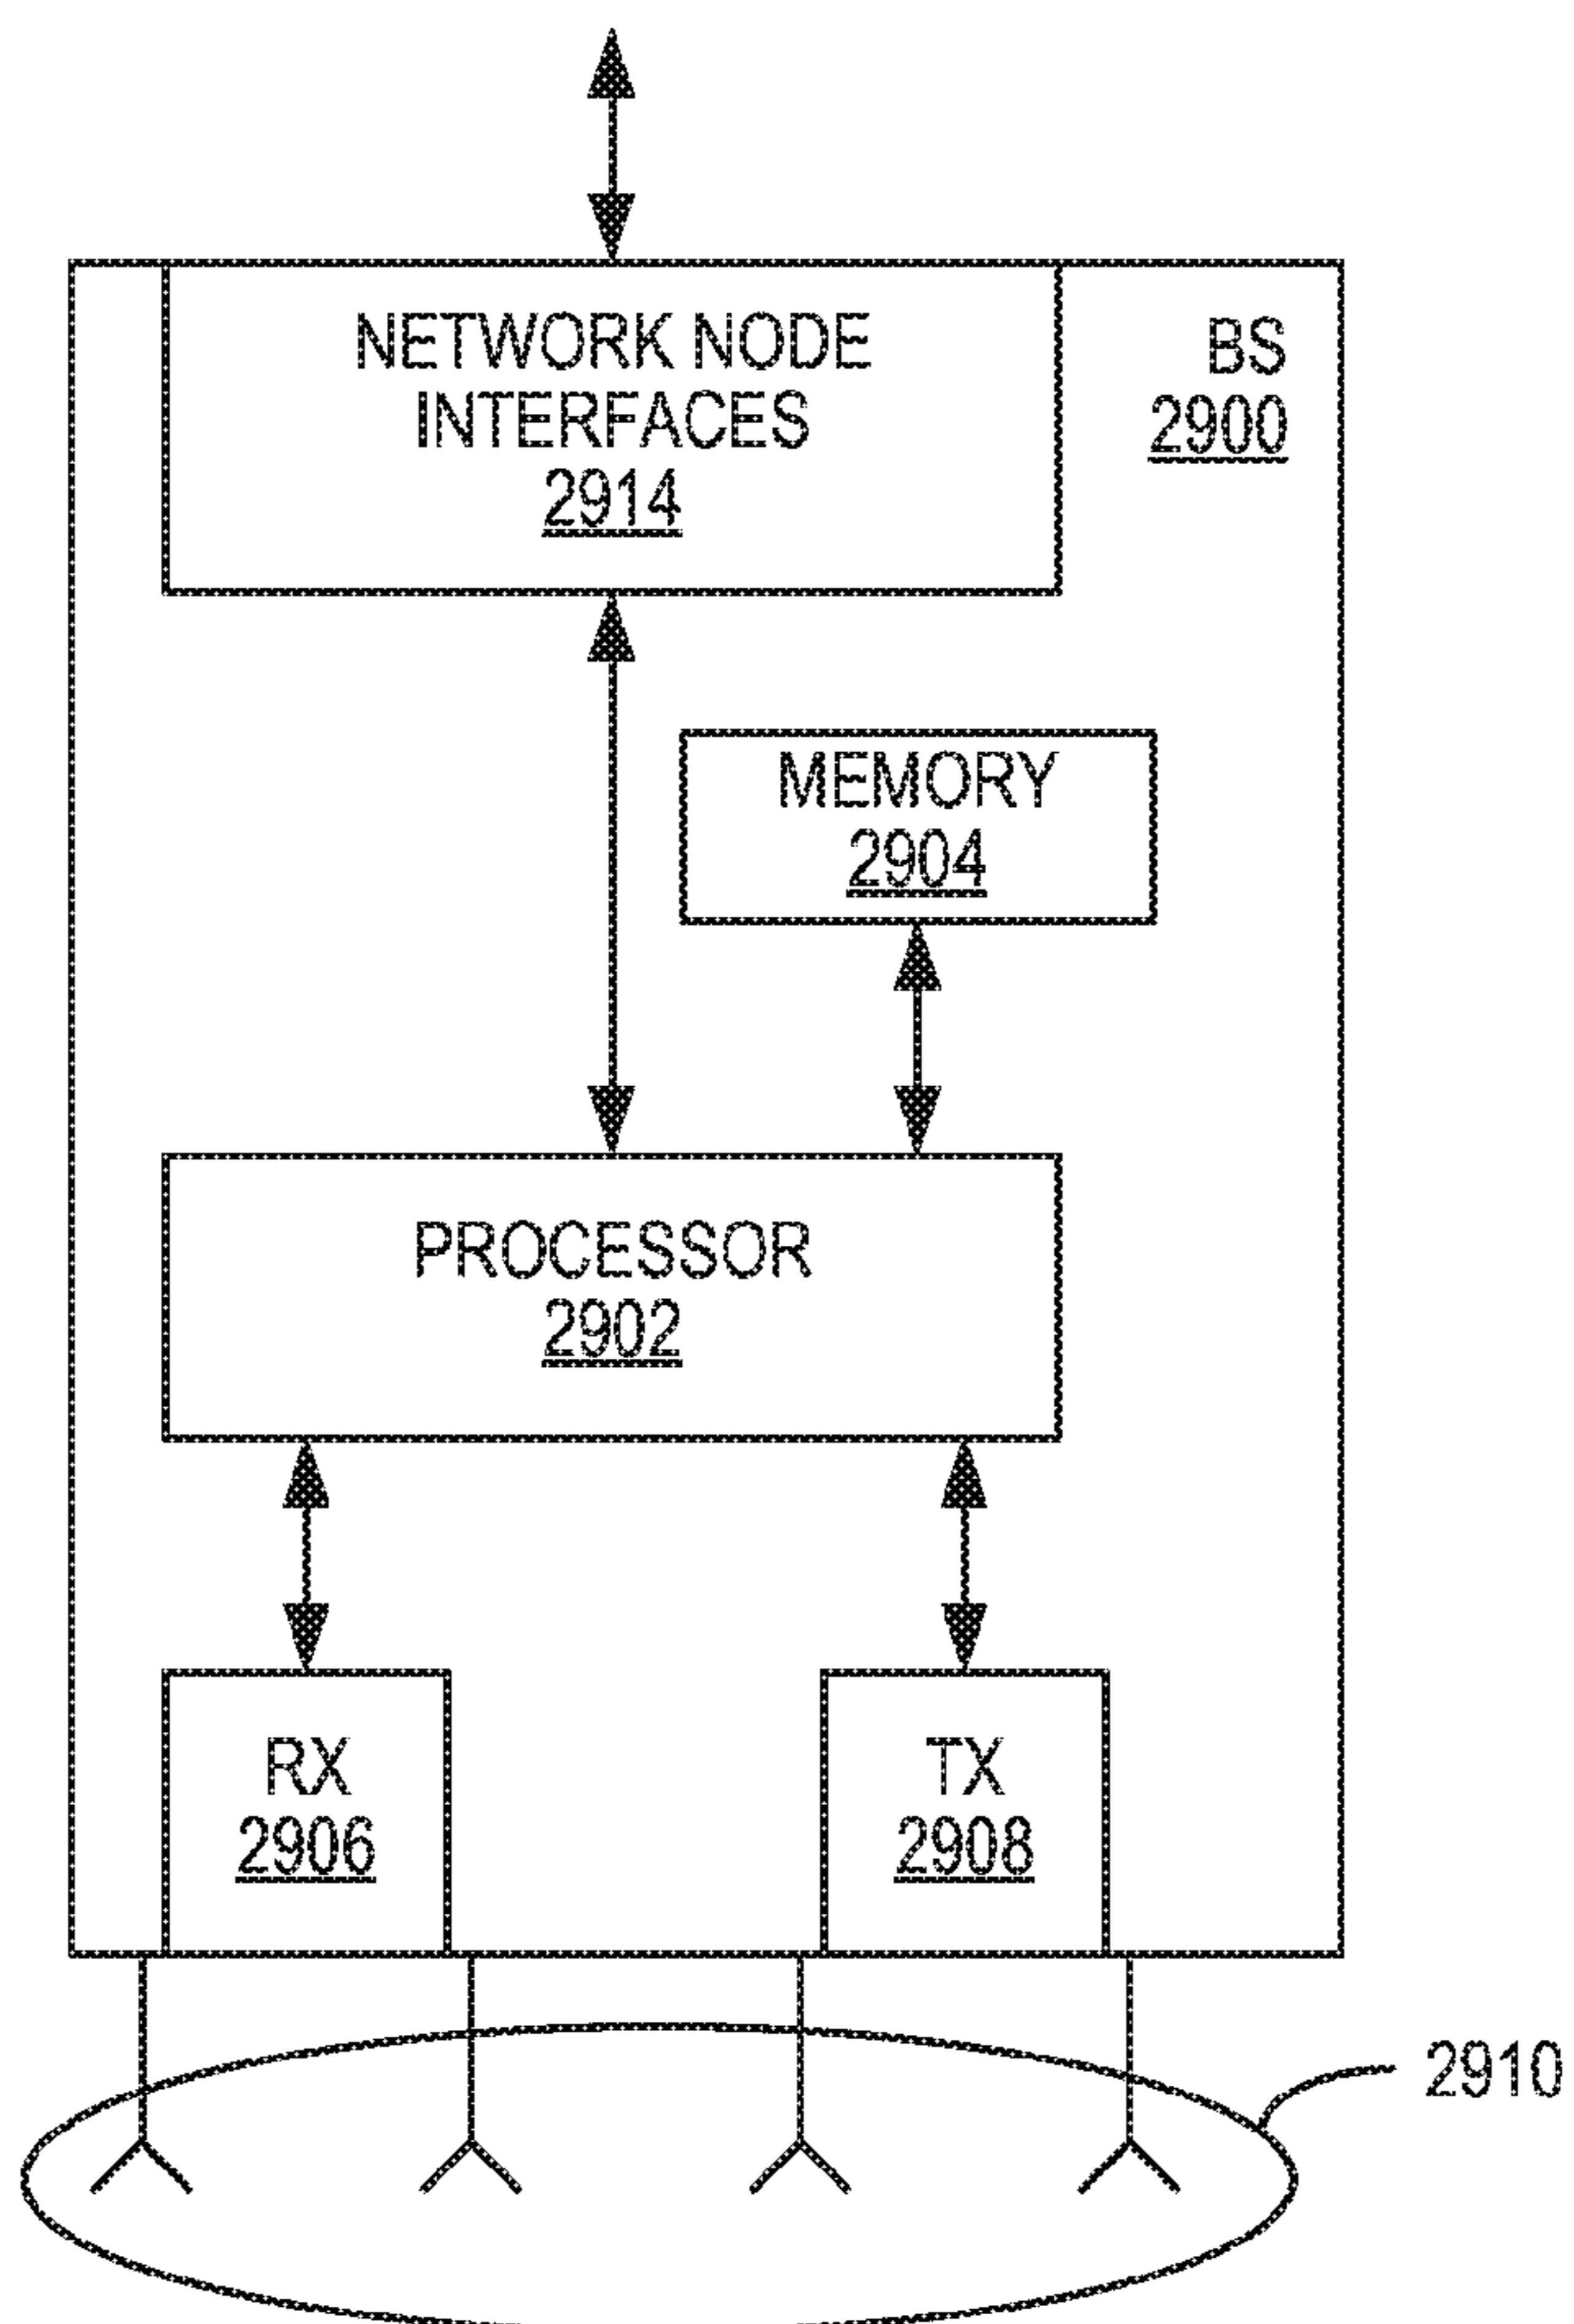 NETWORK NODE
INTERFACES
2914
BS
2900
MEMORY
2904
PROCESSOR
2902
RX
2906
TX
2908
2910